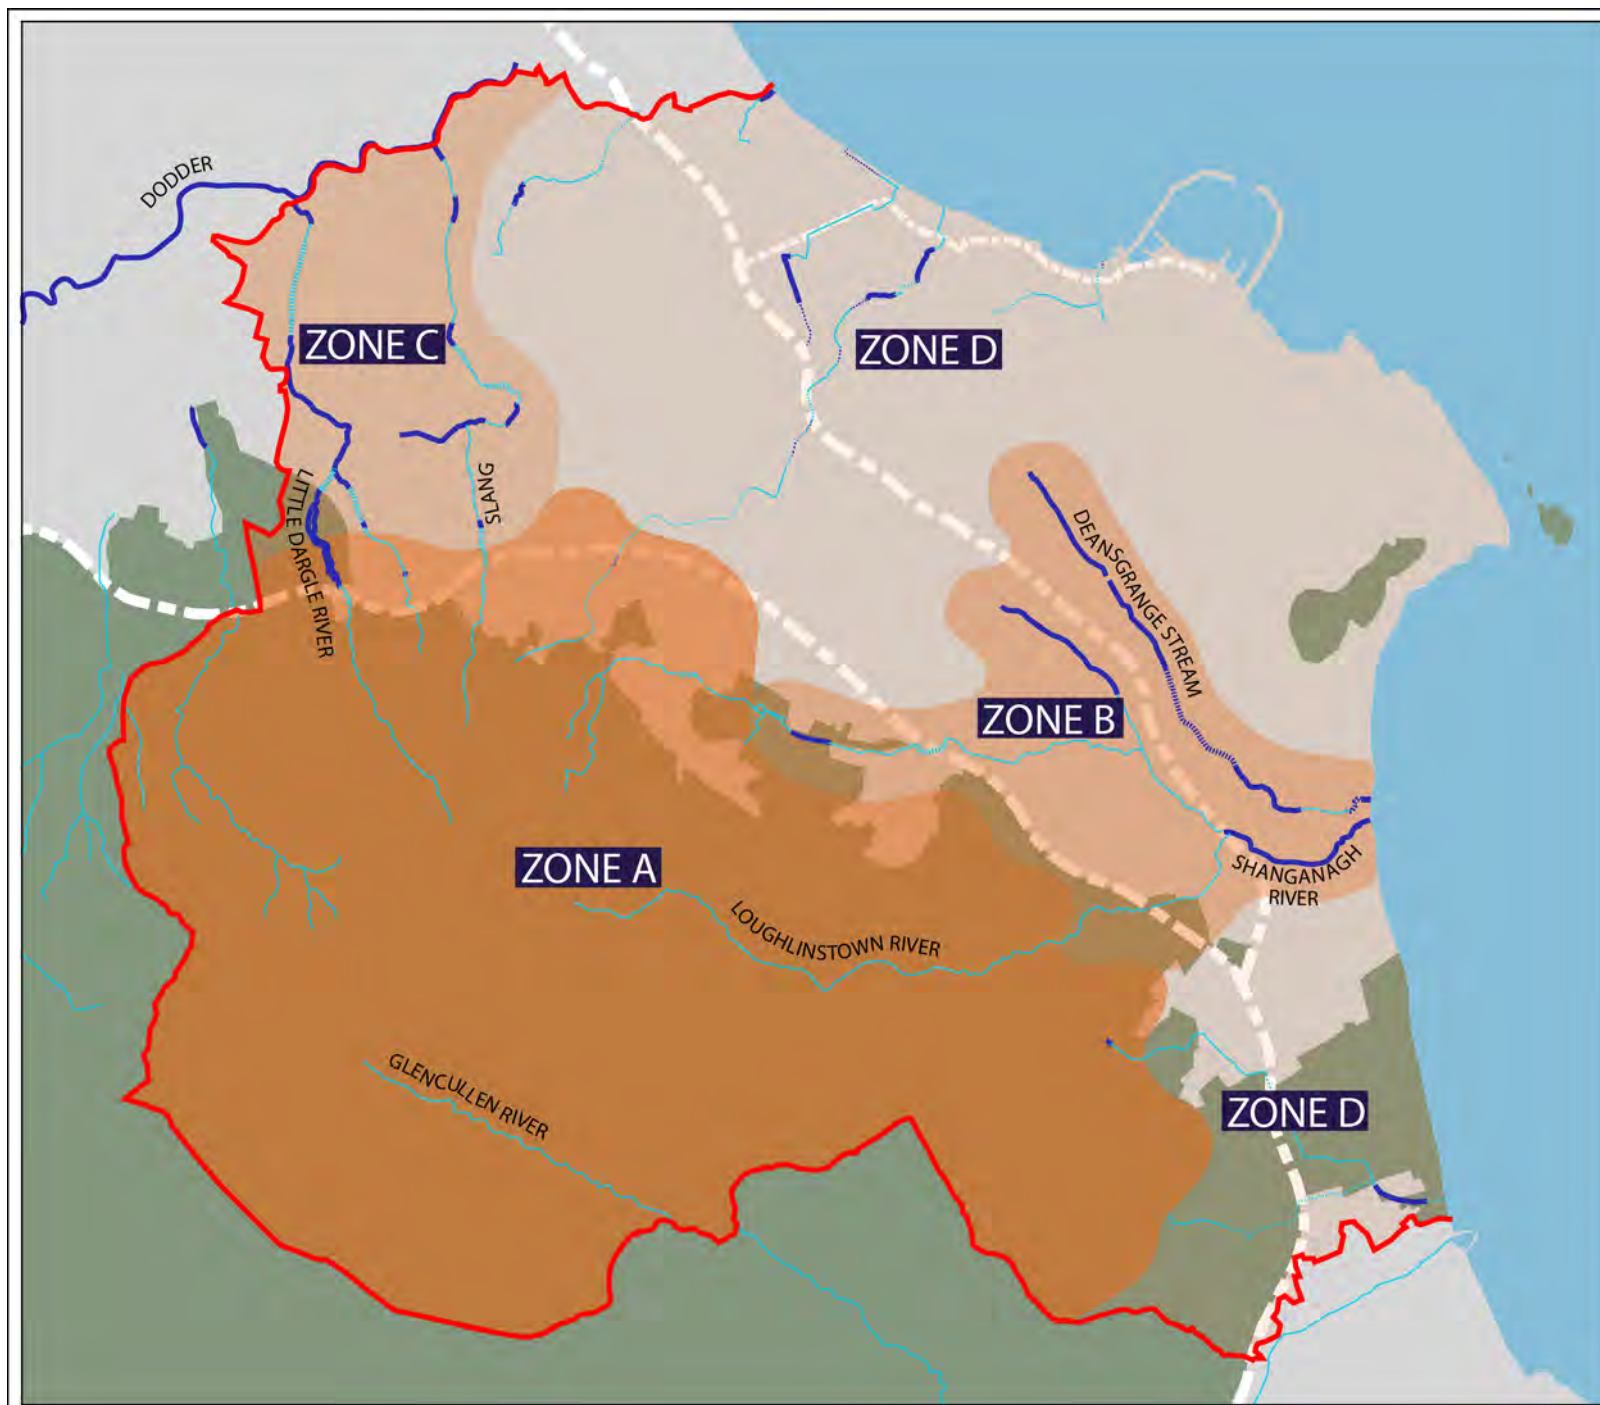 DODDER
ZONE C
ZONE D
SLANG
LITTLE DARGLE RIVER
DEANSGRANGE STREAM
ZONE B
ZONE A
SHANGANAGH
RIVER
LOUGHLINSTOWN RIVER
GLENCULLEN RIVER
ZONE D